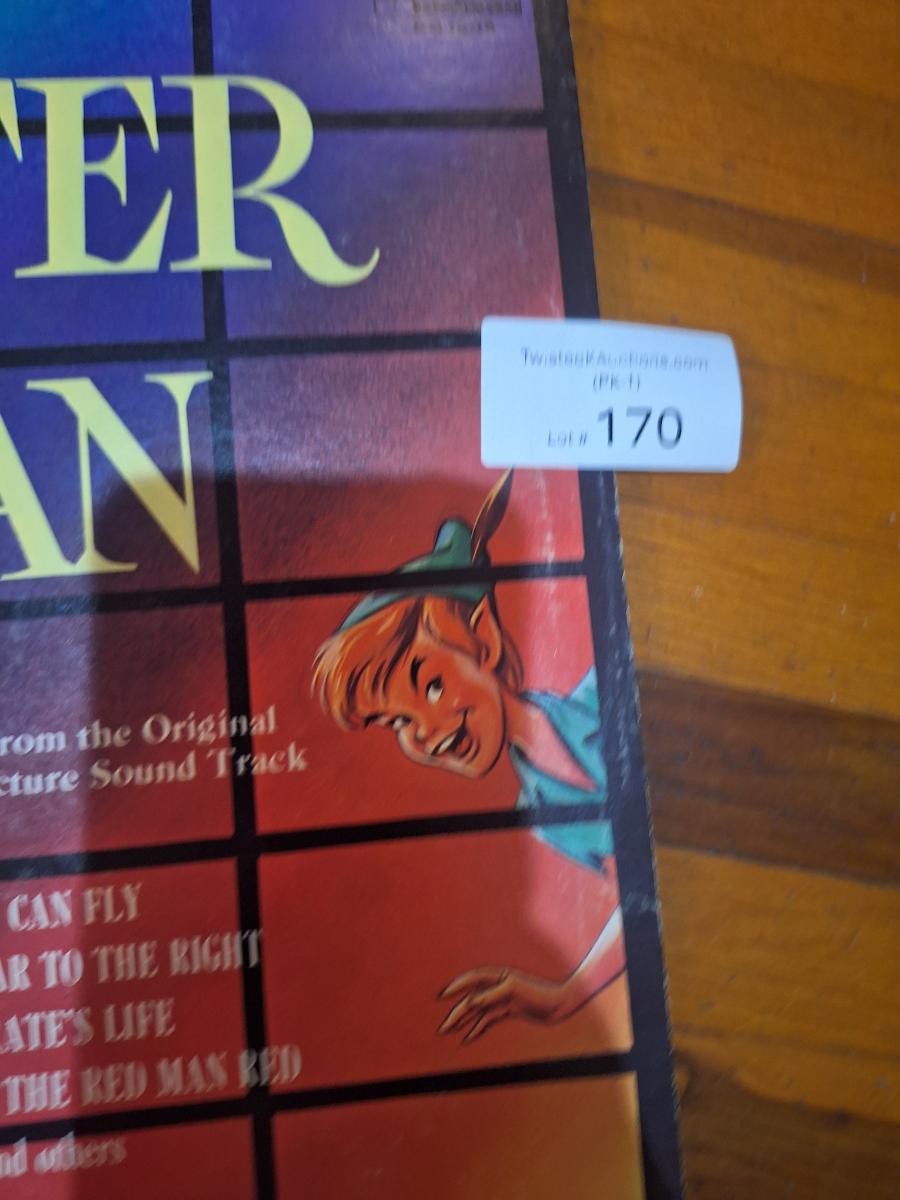 TER
TwistedKAuctions.com
(PK-1)
Lot # 170
AN
rom the Original
cture Sound Track
CAN FLY
AR TO THE RIGHT
ATE'S LIFE
THE RED MAN RED
nd others